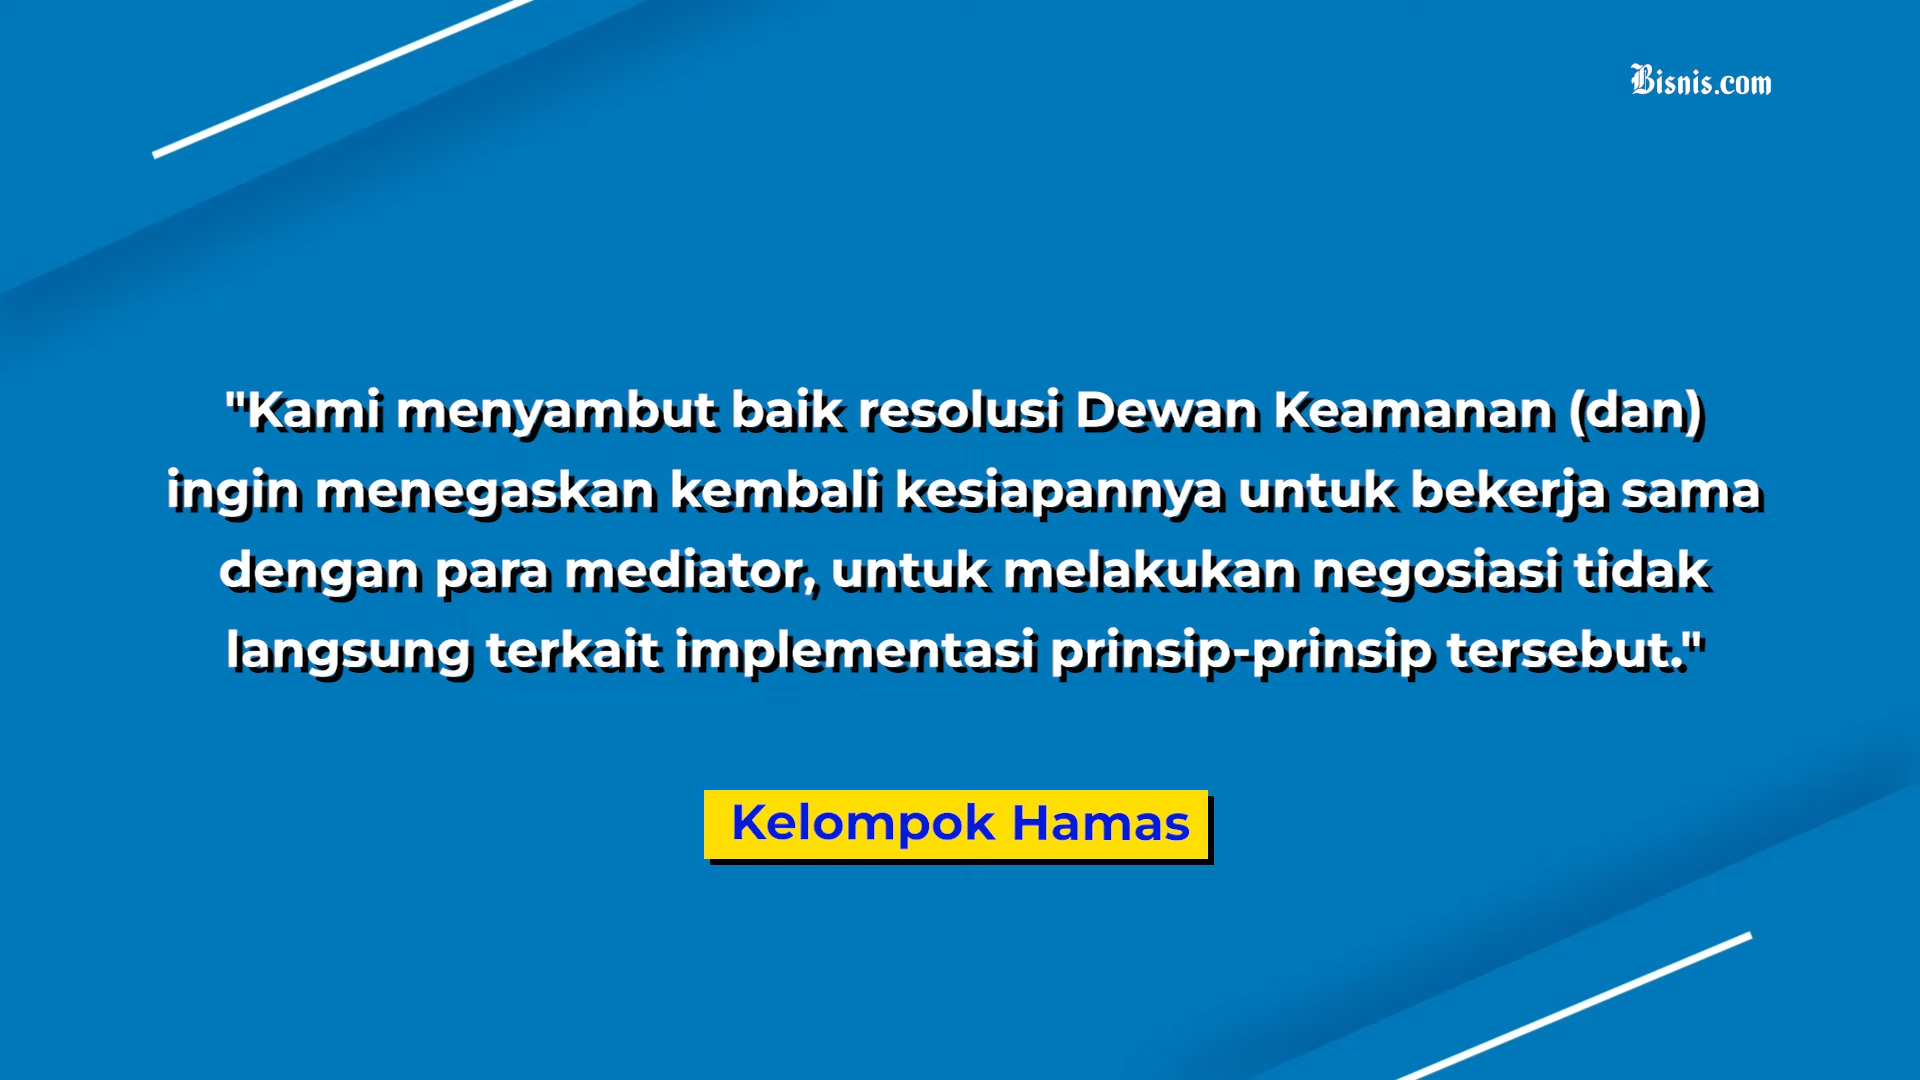 Bisnis.com
"Kami menyambut baik resolusi Dewan Keamanan (dan)
ingin menegaskan kembali kesiapannya untuk bekerja sama
dengan para mediator, untuk melakukan negosiasi tidak
langsung terkait implementasi prinsip-prinsip tersebut."
Kelompok Hamas